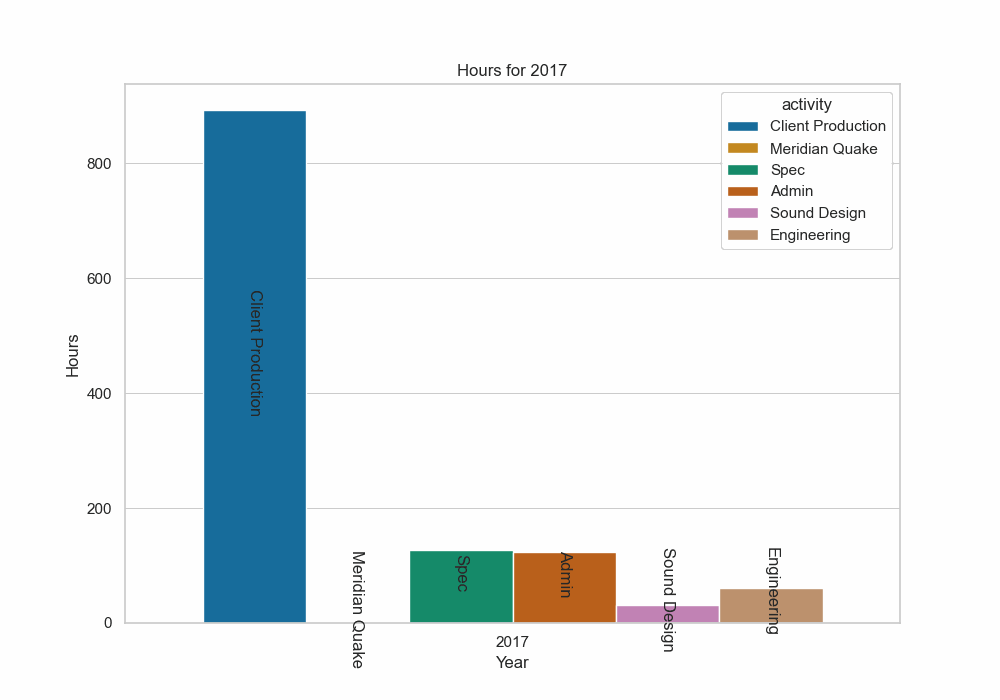 Hours for 2017
activity
Client Production
Meridian Quake
Spec
Admin
Sound Design
Engineering
800
600
400
200
0
Hours
Client Production
Meridian Quake
Spec
Admin
Sound Design
Engineering
2017
Year